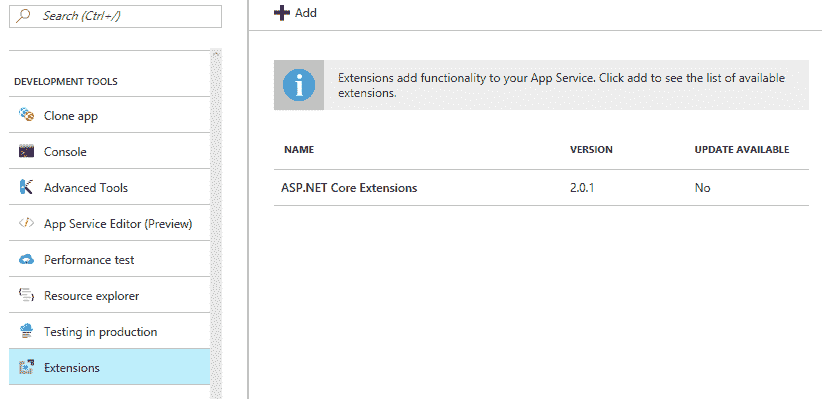 Search (Ctrl+/)
DEVELOPMENT TOOLS
Clone app
Console
Advanced Tools
App Service Editor (Preview)
Performance test
Resource explorer
Testing in production
Extensions
Add
Extensions add functionality to your App Service. Click add to see the list of available
extensions.
NAME VERSION UPDATE AVAILABLE
ASP.NET Core Extensions 2.0.1 No